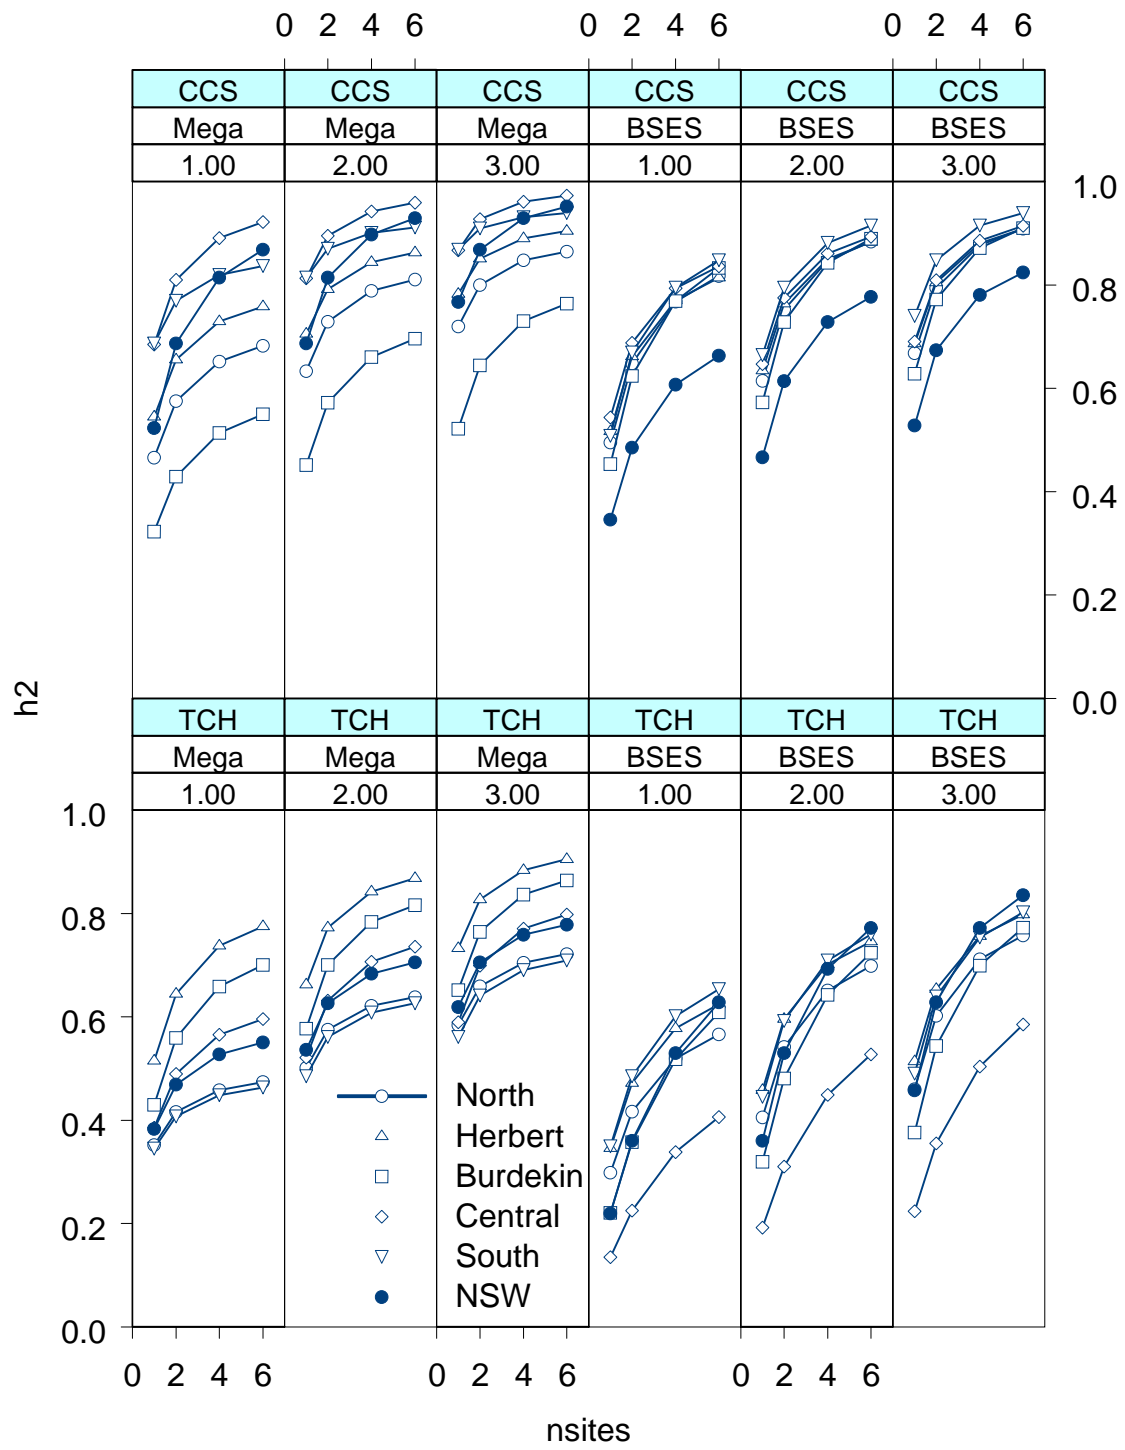 0 2 4 6 0 2 4 6 0 2 4 6
CCS CCS CCS CCS CCS CCS
Mega Mega Mega BSES BSES BSES
1.00 2.00 3.00 1.00 2.00 3.00
1.0
0.8
0.6
0.4
0.2
0.0
h2
TCH TCH TCH TCH TCH TCH
Mega Mega Mega BSES BSES BSES
1.00 2.00 3.00 1.00 2.00 3.00
1.0
0.8
0.6
0.4
0.2
0.0
North
Herbert
Burdekin
Central
South
NSW
0 2 4 6 0 2 4 6 0 2 4 6
nsites